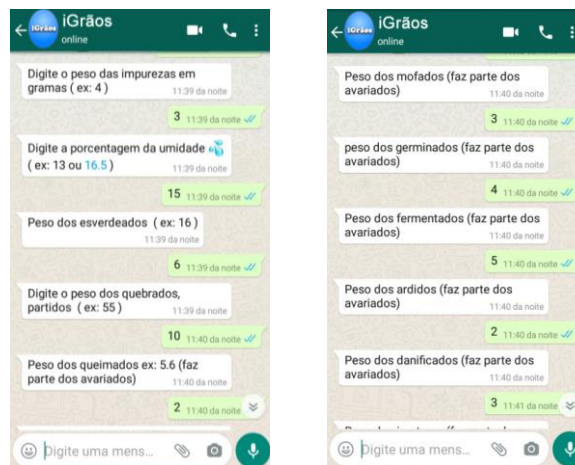 iGrãos
iGrãos
online
Digite o peso das impurezas em
gramas ( ex: 4 )
11:39 da noite
3 11:39 da noite
Digite a porcentagem da umidade
( ex: 13 ou 16.5 )
11:39 da noite
15 11:39 da noite
Peso dos esverdeados ( ex: 16 )
11:39 da noite
6 11:39 da noite
Digite o peso dos quebrados,
partidos ( ex: 55 )
11:39 da noite
10 11:40 da noite
Peso dos queimados ex: 5.6 (faz
parte dos avariados)
11:40 da noite
2 11:40 da noite
Digite uma mens...
iGrãos
iGrãos
online
Peso dos mofados (faz parte dos
avariados)
11:40 da noite
3 11:40 da noite
peso dos germinados (faz parte dos
avariados)
11:40 da noite
4 11:40 da noite
Peso dos fermentados (faz parte dos
avariados)
11:40 da noite
5 11:40 da noite
Peso dos ardidos (faz parte dos
avariados)
11:40 da noite
2 11:40 da noite
Peso dos danificados (faz parte dos
avariados)
11:40 da noite
3 11:41 da noite
Digite uma mens...